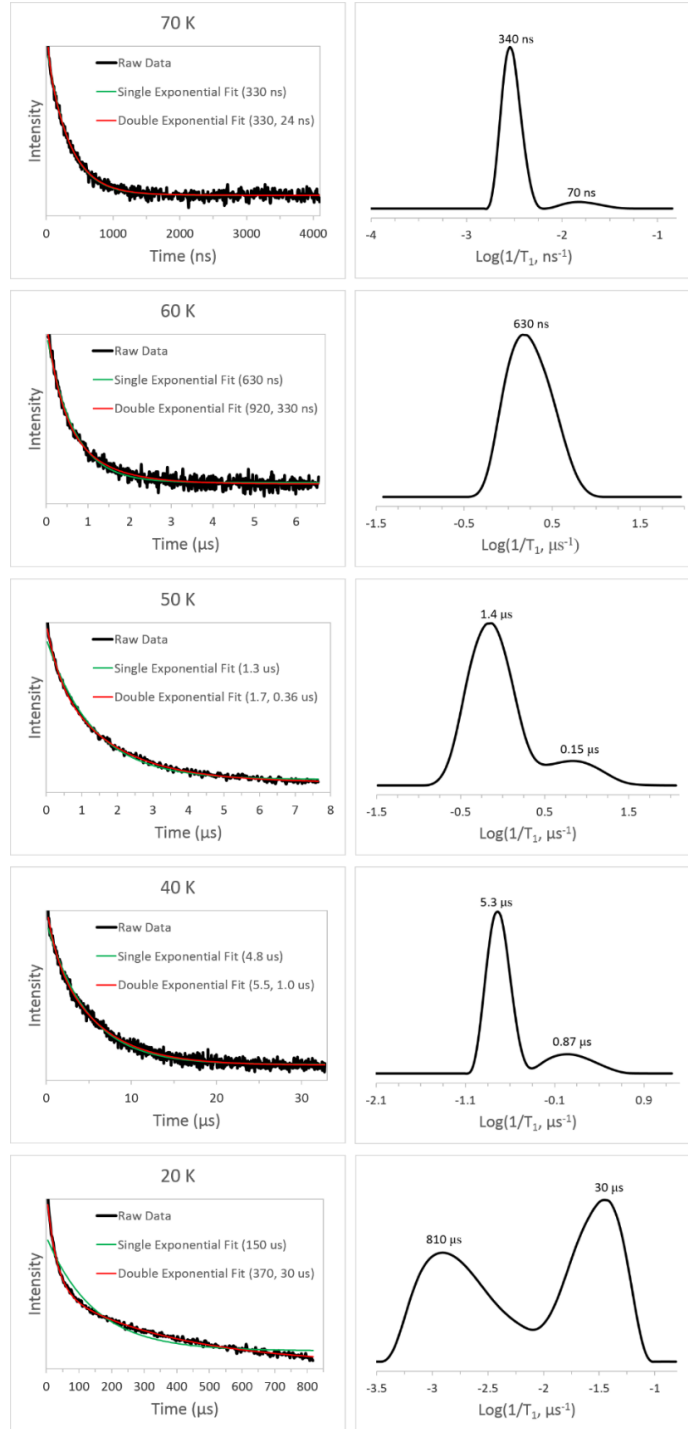 70 K
Raw Data
Single Exponential Fit (330 ns)
Double Exponential Fit (330, 24 ns)
Intensity
0 1000 2000 3000 4000
Time (ns)
340 ns
70 ns
-4 -3 -2 -1
Log(1/T₁, ns⁻¹)
60 K
Raw Data
Single Exponential Fit (630 ns)
Double Exponential Fit (920, 330 ns)
Intensity
0 1 2 3 4 5 6
Time (µs)
630 ns
-1.5 -0.5 0.5 1.5
Log(1/T₁, µs⁻¹)
50 K
Raw Data
Single Exponential Fit (1.3 us)
Double Exponential Fit (1.7, 0.36 us)
Intensity
0 1 2 3 4 5 6 7 8
Time (µs)
1.4 µs
0.15 µs
-1.5 -0.5 0.5 1.5
Log(1/T₁, µs⁻¹)
40 K
Raw Data
Single Exponential Fit (4.8 us)
Double Exponential Fit (5.5, 1.0 us)
Intensity
0 10 20 30
Time (µs)
5.3 µs
0.87 µs
-2.1 -1.1 -0.1 0.9
Log(1/T₁, µs⁻¹)
20 K
Raw Data
Single Exponential Fit (150 us)
Double Exponential Fit (370, 30 us)
Intensity
0 100 200 300 400 500 600 700 800
Time (µs)
810 µs
30 µs
-3.5 -3 -2.5 -2 -1.5 -1
Log(1/T₁, µs⁻¹)